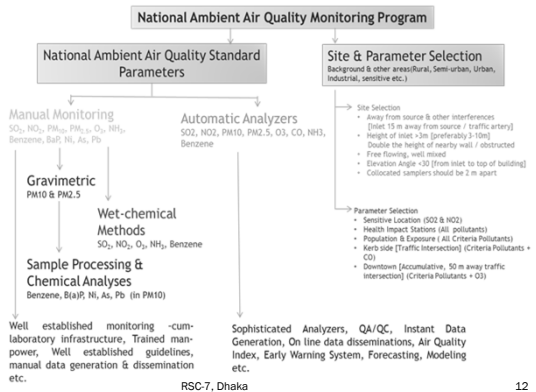 National Ambient Air Quality Monitoring Program
National Ambient Air Quality Standard
Parameters
Site & Parameter Selection
Background & other areas(Rural, Semi-urban, Urban,
Industrial, sensitive etc.)
Manual Monitoring
SO2, NO2, PM10, PM2.5, O3, NH3,
Benzene, BaP, Ni, As, Pb
Automatic Analyzers
SO2, NO2, PM10, PM2.5, O3, CO, NH3,
Benzene
Site Selection
• Away from source & other interferences
[Inlet 15 m away from source / traffic artery]
• Height of inlet >3m [preferably 3-10m]
Double the height of nearby wall / obstructed
• Free flowing, well mixed
• Elevation Angle <30 [from inlet to top of building]
• Collocated samplers should be 2 m apart
Gravimetric
PM10 & PM2.5
Wet-chemical
Methods
SO2, NO2, O3, NH3, Benzene
Sample Processing &
Chemical Analyses
Benzene, B(a)P, Ni, As, Pb (in PM10)
Parameter Selection
• Sensitive Location (SO2 & NO2)
• Health Impact Stations (All pollutants)
• Population & Exposure ( All Criteria Pollutants)
• Kerb side [Traffic Intersection] (Criteria Pollutants +
CO)
• Downtown [Accumulative, 50 m away traffic
intersection] (Criteria Pollutants + O3)
Well established monitoring -cum-
laboratory infrastructure, Trained man-
power, Well established guidelines,
manual data generation & dissemination
etc.
Sophisticated Analyzers, QA/QC, Instant Data
Generation, On line data disseminations, Air Quality
Index, Early Warning System, Forecasting, Modeling
etc.
RSC-7, Dhaka
12